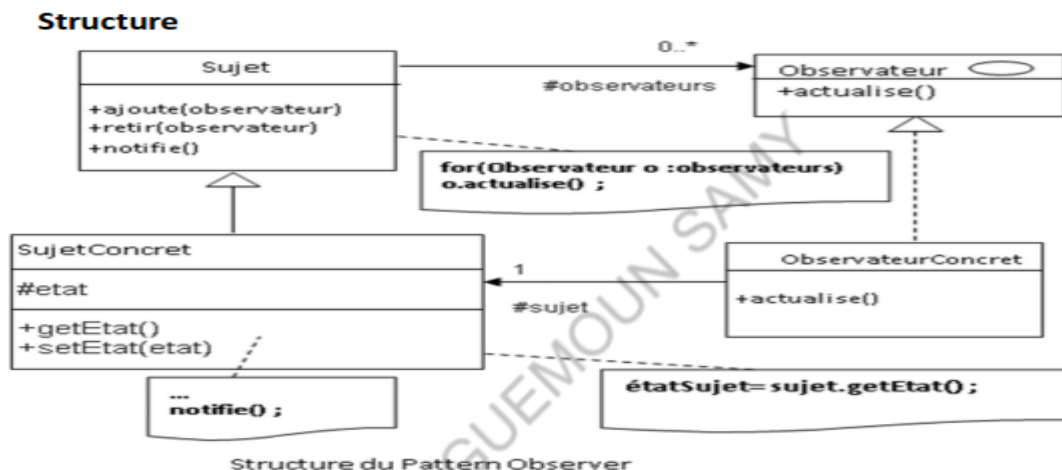 Structure
Sujet
+ajoute(observateur)
+retir(observateur)
+notifie()
0..*
#observateurs
Observateur
+actualise()
for(Observateur o :observateurs)
o.actualise() ;
SujetConcret
#etat
+getEtat()
+setEtat(etat)
1
#sujet
ObservateurConcret
+actualise()
...
notifie() ;
étatSujet= sujet.getEtat() ;
GUEMOUN SAMY
Structure du Pattern Observer